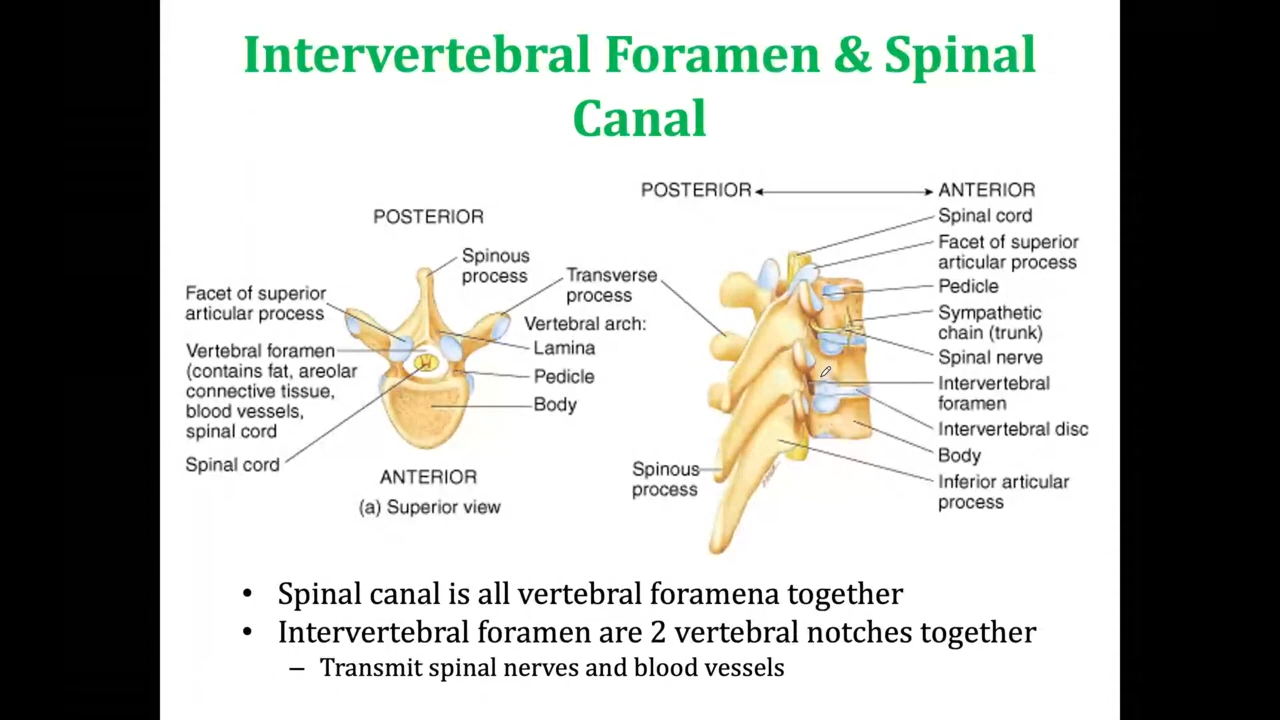 Intervertebral Foramen & Spinal
Canal
POSTERIOR
Spinous
process
Facet of superior
articular process
Transverse
process
Vertebral arch:
Lamina
Vertebral foramen
(contains fat, areolar
connective tissue,
blood vessels,
spinal cord
Pedicle
Body
Spinal cord
ANTERIOR
(a) Superior view
POSTERIOR
ANTERIOR
Spinal cord
Facet of superior
articular process
Pedicle
Sympathetic
chain (trunk)
Spinal nerve
Intervertebral
foramen
Intervertebral disc
Body
Inferior articular
process
Spinous
process
• Spinal canal is all vertebral foramena together
• Intervertebral foramen are 2 vertebral notches together
– Transmit spinal nerves and blood vessels